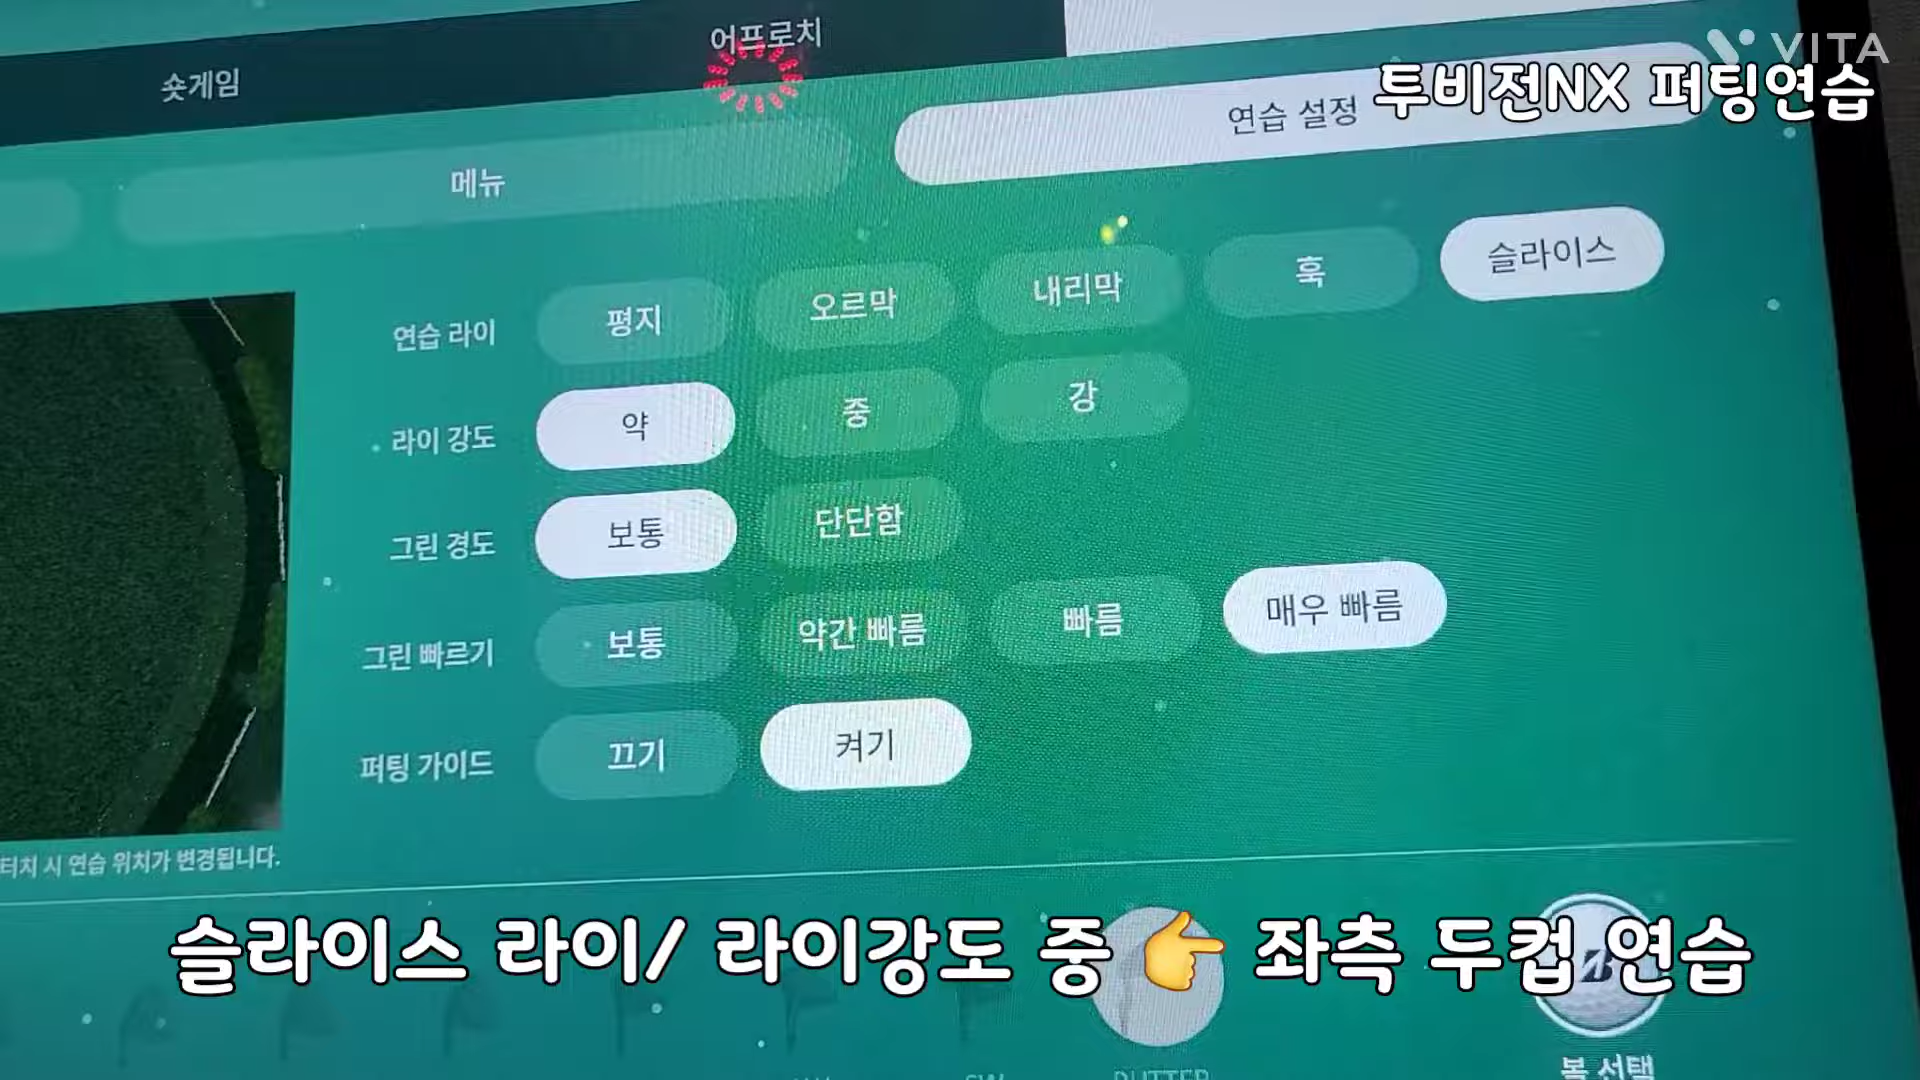 VITA
투비전NX 퍼팅연습
숏게임 어프로치
메뉴 연습 설정
연습 라이 평지 오르막 내리막 훅 슬라이스
라이 강도 약 중 강
그린 경도 보통 단단함
그린 빠르기 보통 약간 빠름 빠름 매우 빠름
퍼팅 가이드 끄기 켜기
터치 시 연습 위치가 변경됩니다.
슬라이스 라이/ 라이강도 중 👉 좌측 두컵 연습
SW PUTTER 볼 선택